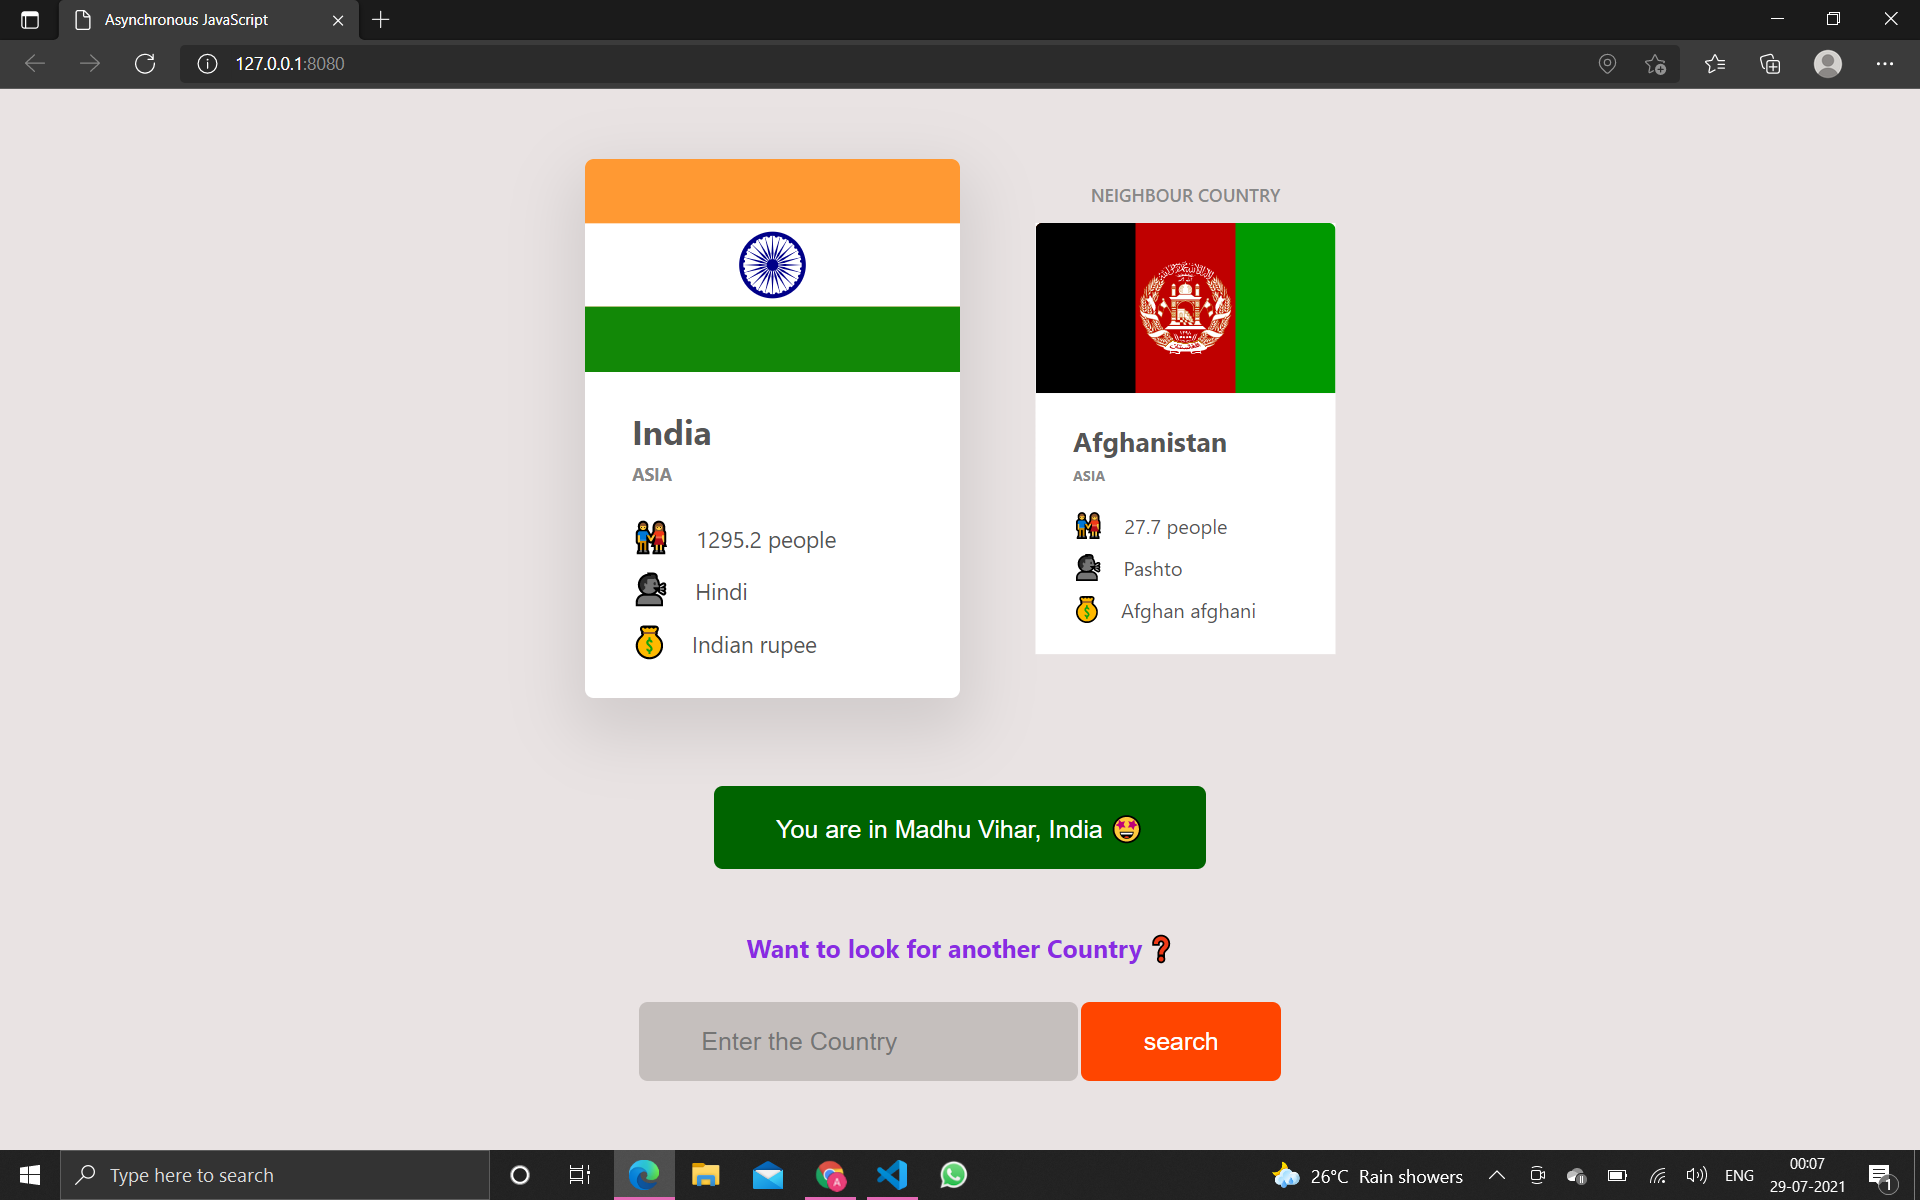 Asynchronous JavaScript
127.0.0.1:8080
India
ASIA
1295.2 people
Hindi
Indian rupee
NEIGHBOUR COUNTRY
Afghanistan
ASIA
27.7 people
Pashto
Afghan afghani
You are in Madhu Vihar, India 🤩
Want to look for another Country ❓
Enter the Country
search
Type here to search
A
26°C Rain showers
ENG
00:07
29-07-2021
1